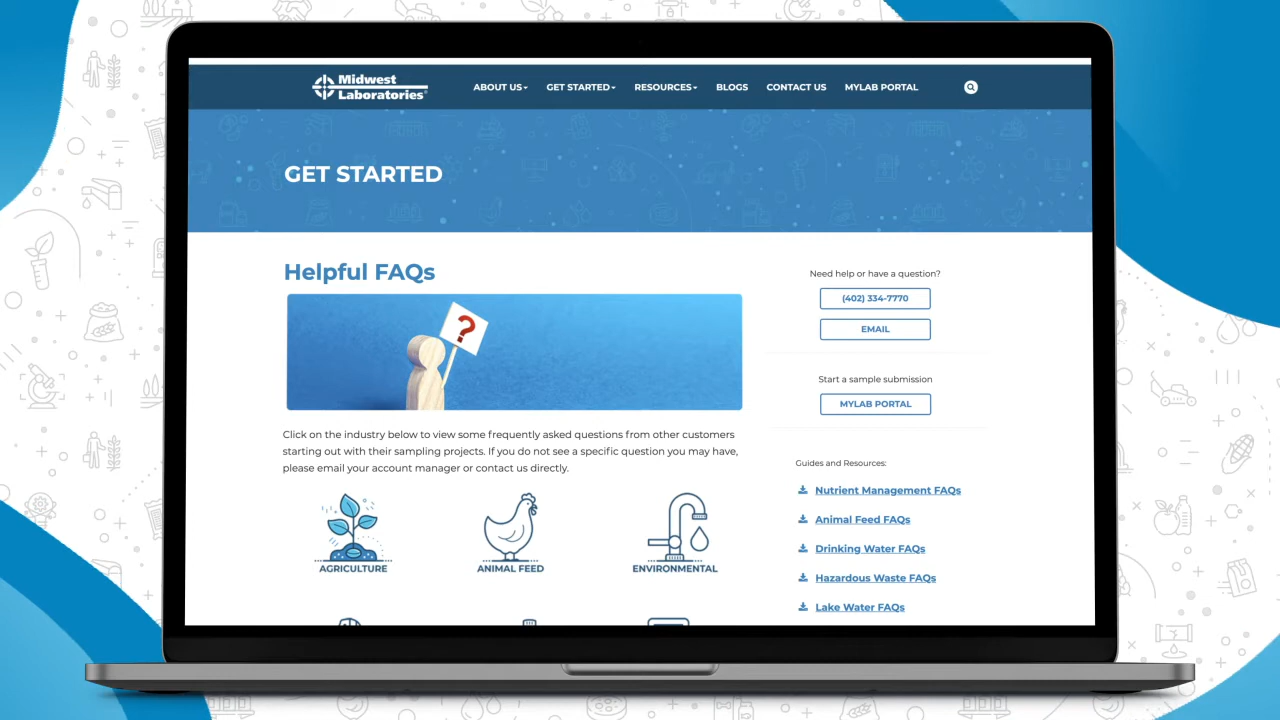 Midwest
Laboratories®
ABOUT US
GET STARTED
RESOURCES
BLOGS
CONTACT US
MYLAB PORTAL
GET STARTED
Helpful FAQs
?
Click on the industry below to view some frequently asked questions from other customers
starting out with their sampling projects. If you do not see a specific question you may have,
please email your account manager or contact us directly.
AGRICULTURE
ANIMAL FEED
ENVIRONMENTAL
Need help or have a question?
(402) 334-7770
EMAIL
Start a sample submission
MYLAB PORTAL
Guides and Resources:
Nutrient Management FAQs
Animal Feed FAQs
Drinking Water FAQs
Hazardous Waste FAQs
Lake Water FAQs